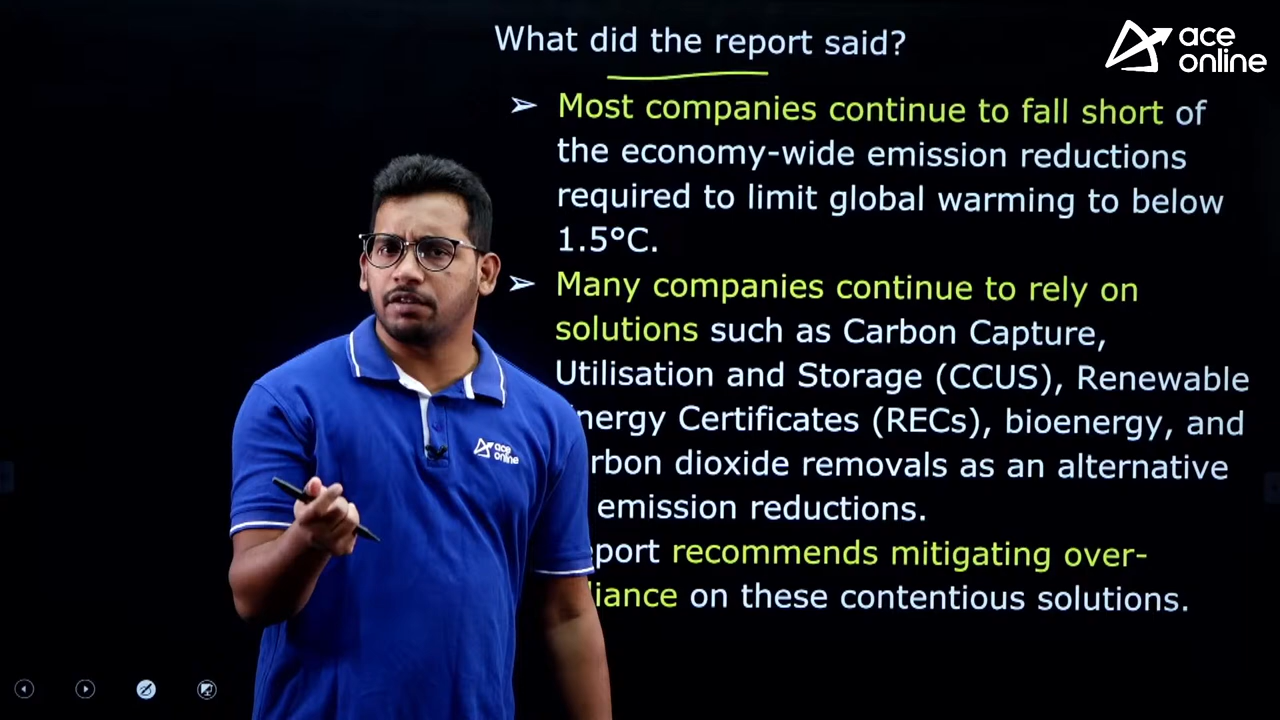 What did the report said?
ace
online
➢ Most companies continue to fall short of
the economy-wide emission reductions
required to limit global warming to below
1.5°C.
➢ Many companies continue to rely on
solutions such as Carbon Capture,
Utilisation and Storage (CCUS), Renewable
nergy Certificates (RECs), bioenergy, and
rbon dioxide removals as an alternative
emission reductions.
eport recommends mitigating over-
liance on these contentious solutions.
ace
online